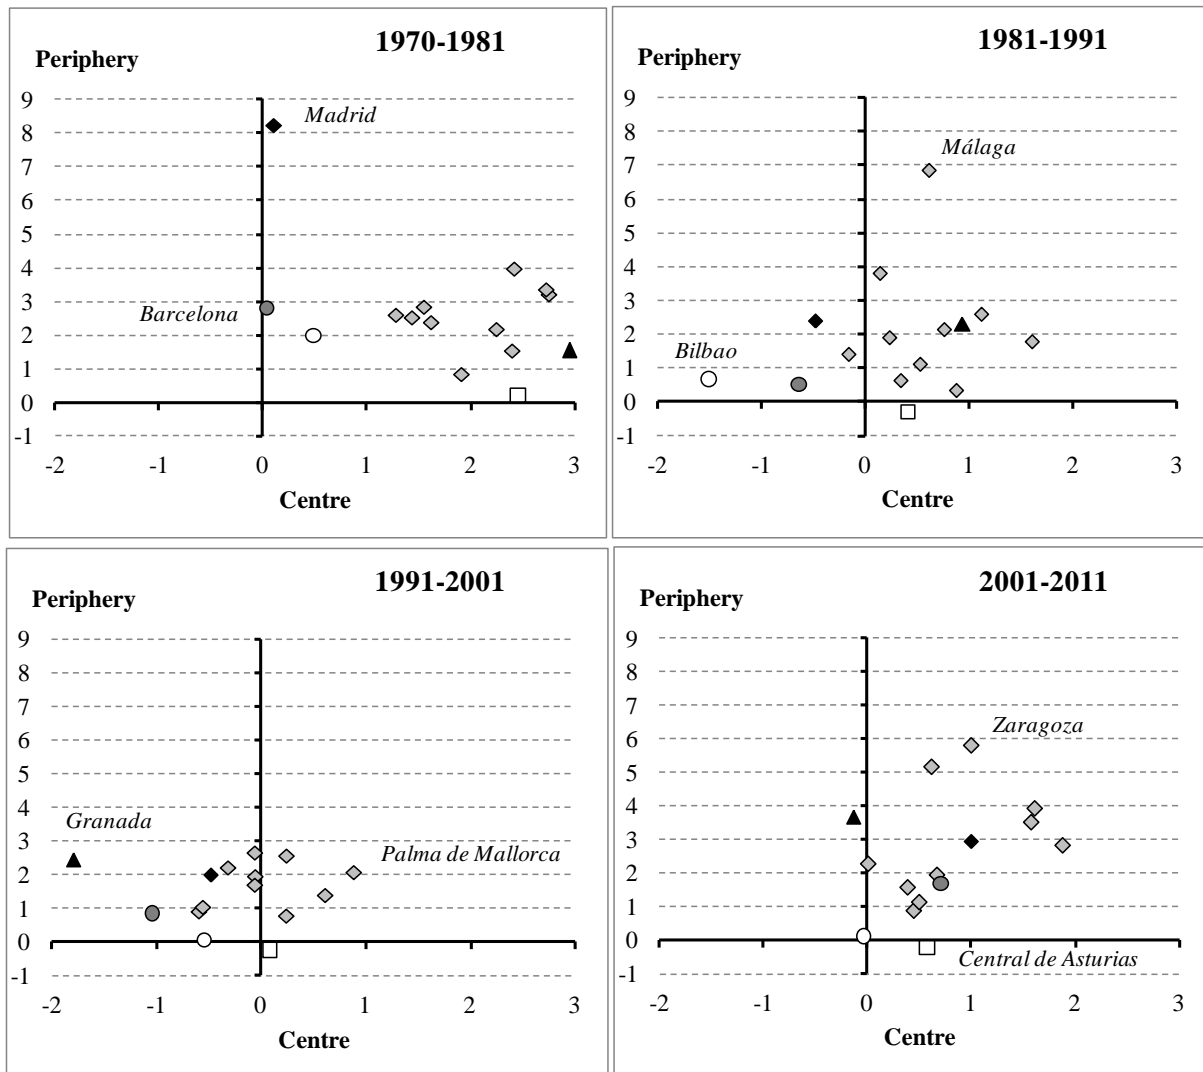 1970-1981
Periphery
9
8
7
6
5
4
3
2
1
0
-1
Madrid
Barcelona
-2 -1 0 1 2 3
Centre
1981-1991
Periphery
9
8
7
6
5
4
3
2
1
0
-1
Málaga
Bilbao
-2 -1 0 1 2 3
Centre
1991-2001
Periphery
9
8
7
6
5
4
3
2
1
0
-1
Granada
Palma de Mallorca
-2 -1 0 1 2 3
Centre
2001-2011
Periphery
9
8
7
6
5
4
3
2
1
0
-1
Zaragoza
Central de Asturias
-2 -1 0 1 2 3
Centre